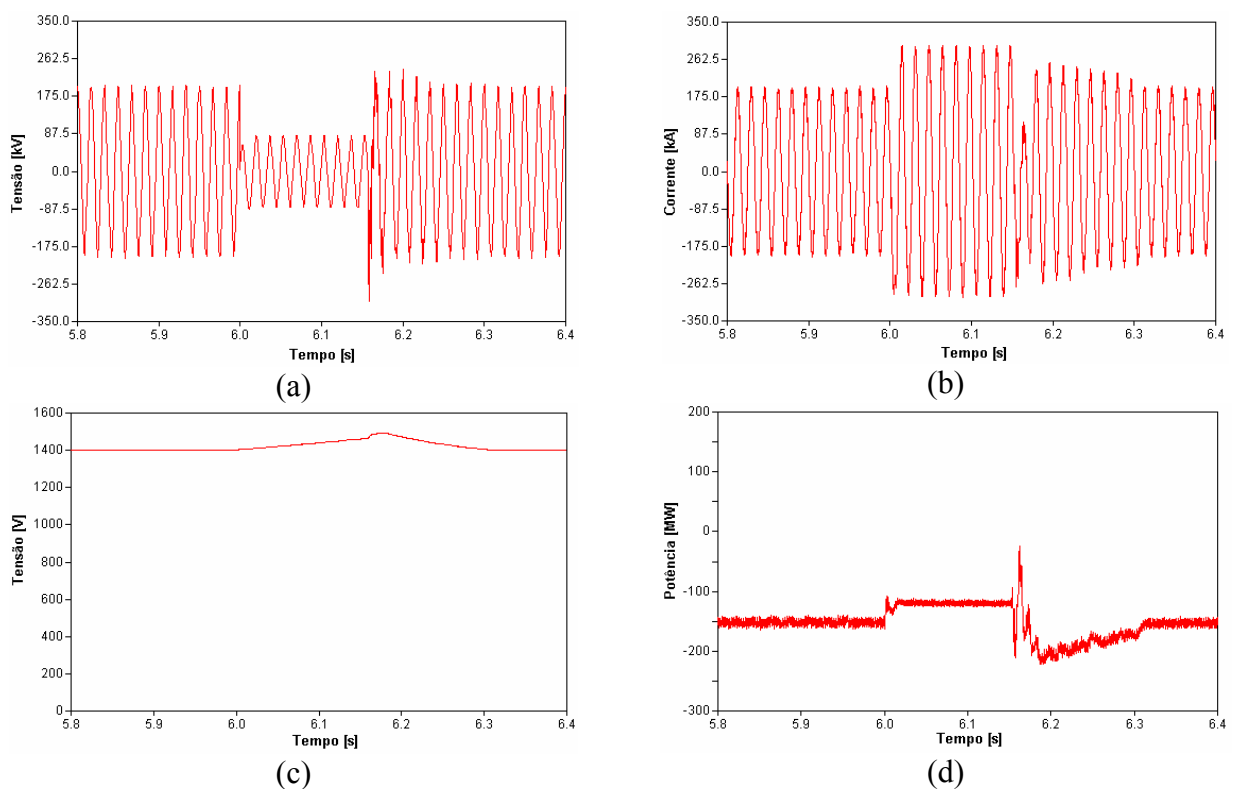 350.0
262.5
175.0
87.5
0.0
-87.5
-175.0
-262.5
-350.0
Tensão [kV]
5.8 5.9 6.0 6.1 6.2 6.3 6.4
Tempo [s]
(a)
350.0
262.5
175.0
87.5
0.0
-87.5
-175.0
-262.5
-350.0
Corrente [kA]
5.8 5.9 6.0 6.1 6.2 6.3 6.4
Tempo [s]
(b)
1600
1400
1200
1000
800
600
400
200
0
Tensão [V]
5.8 5.9 6.0 6.1 6.2 6.3 6.4
Tempo [s]
(c)
200
100
0
-100
-200
-300
Potência [MW]
5.8 5.9 6.0 6.1 6.2 6.3 6.4
Tempo [s]
(d)